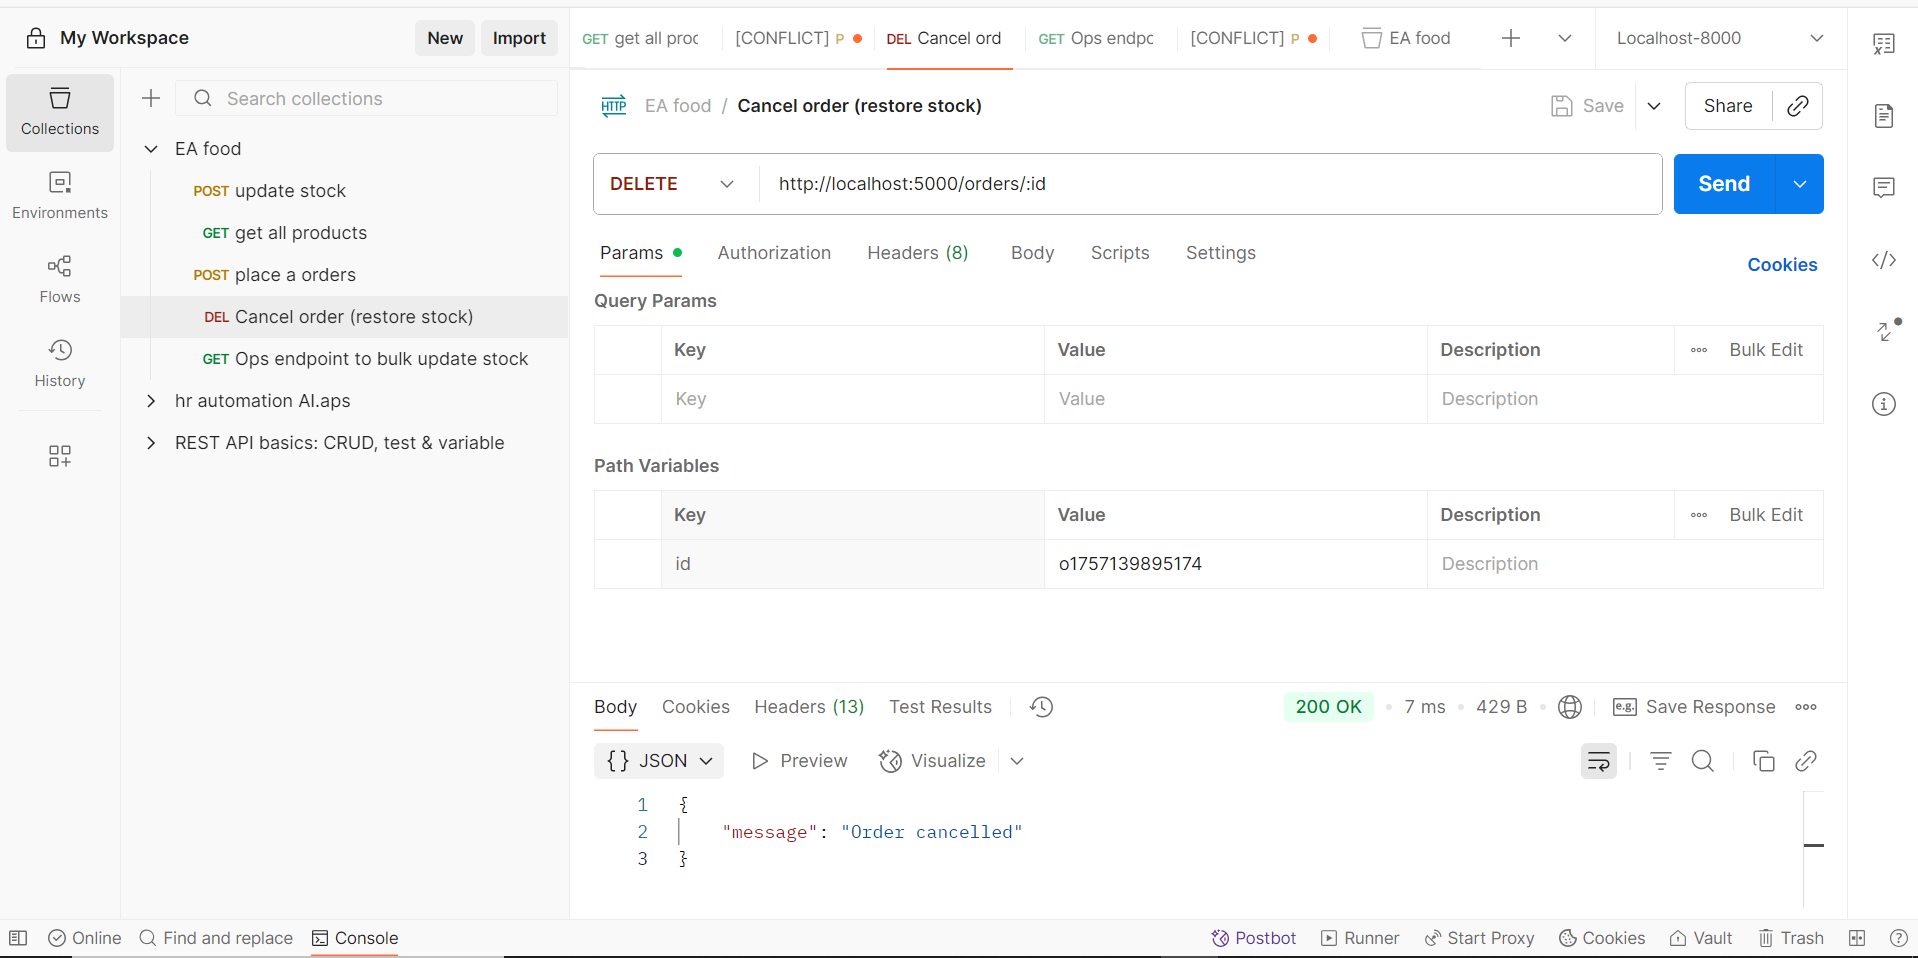 My Workspace
New
Import
GET get all proc
[CONFLICT] P
DEL Cancel ord
GET Ops endpc
[CONFLICT] P
EA food
Localhost-8000
Collections
Environments
Flows
History
Search collections
EA food
POST update stock
GET get all products
POST place a orders
DEL Cancel order (restore stock)
GET Ops endpoint to bulk update stock
hr automation AI.aps
REST API basics: CRUD, test & variable
HTTP EA food / Cancel order (restore stock)
Save
Share
DELETE
http://localhost:5000/orders/:id
Send
Params
Authorization
Headers (8)
Body
Scripts
Settings
Cookies
Query Params
Key Value Description Bulk Edit
Key Value Description
Path Variables
Key Value Description Bulk Edit
id o1757139895174 Description
Body
Cookies
Headers (13)
Test Results
200 OK • 7 ms • 429 B •
e.g. Save Response
{} JSON
Preview
Visualize
1 {
2 "message": "Order cancelled"
3 }
Online
Find and replace
Console
Postbot
Runner
Start Proxy
Cookies
Vault
Trash